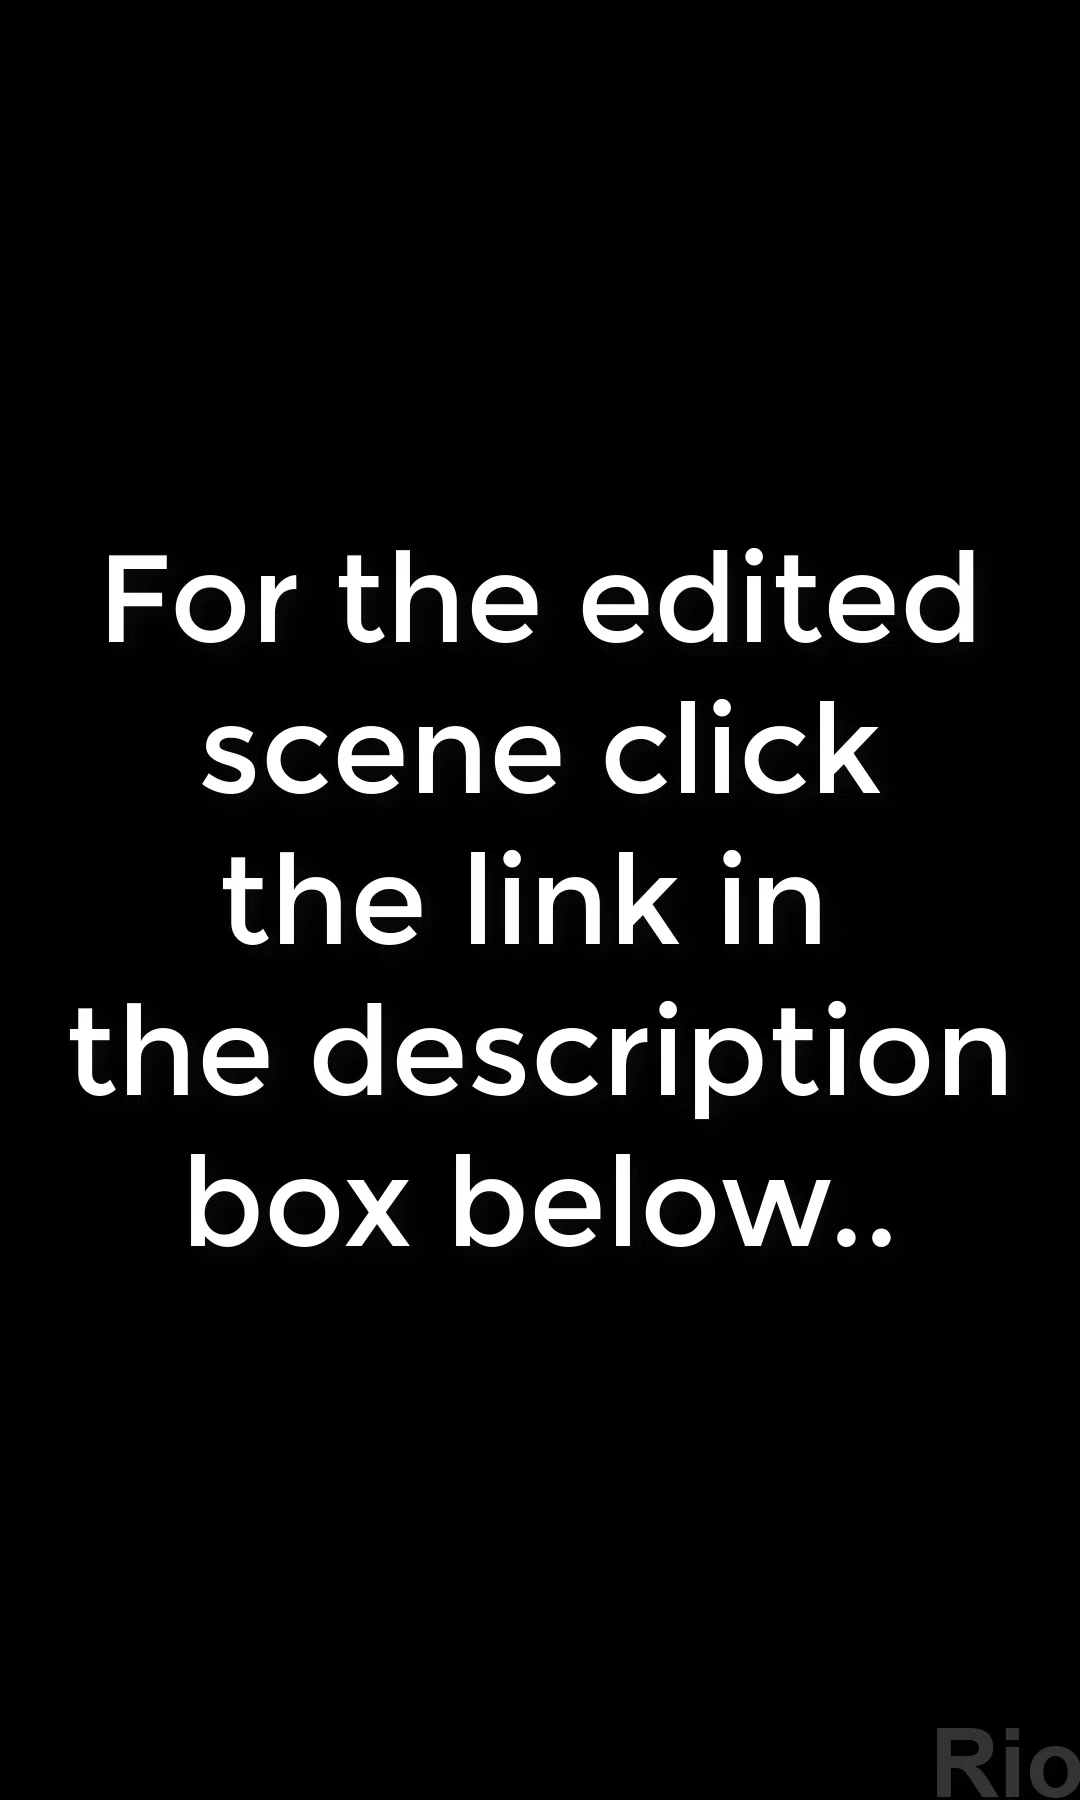 For the edited
scene click
the link in
the description
box below..
Rio